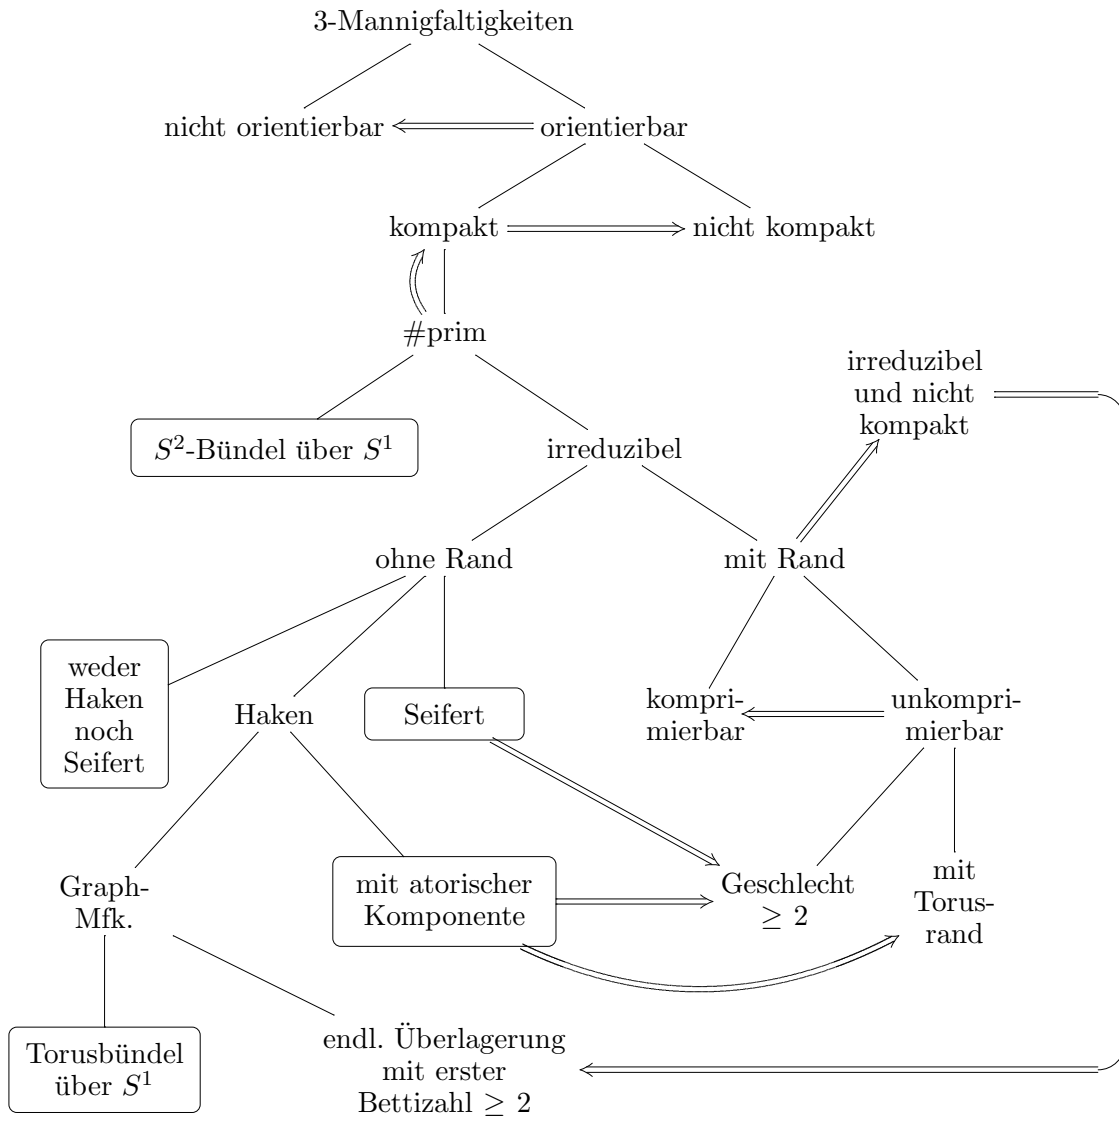 3-Mannigfaltigkeiten
nicht orientierbar
orientierbar
kompakt
nicht kompakt
#prim
irreduzibel
und nicht
kompakt
S²-Bündel über S¹
irreduzibel
ohne Rand
mit Rand
weder
Haken
noch
Seifert
Haken
Seifert
kompri-
mierbar
unkompri-
mierbar
Graph-
Mfk.
mit atorischer
Komponente
Geschlecht
≥ 2
mit
Torus-
rand
Torusbündel
über S¹
endl. Überlagerung
mit erster
Bettizahl ≥ 2